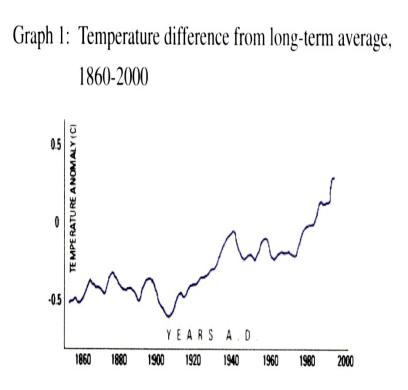 Graph 1: Temperature difference from long-term average,
1860-2000
0.5
0
-0.5
TEMPERATURE ANOMALY (C)
YEARS A.D.
1860 1880 1900 1920 1940 1960 1980 2000